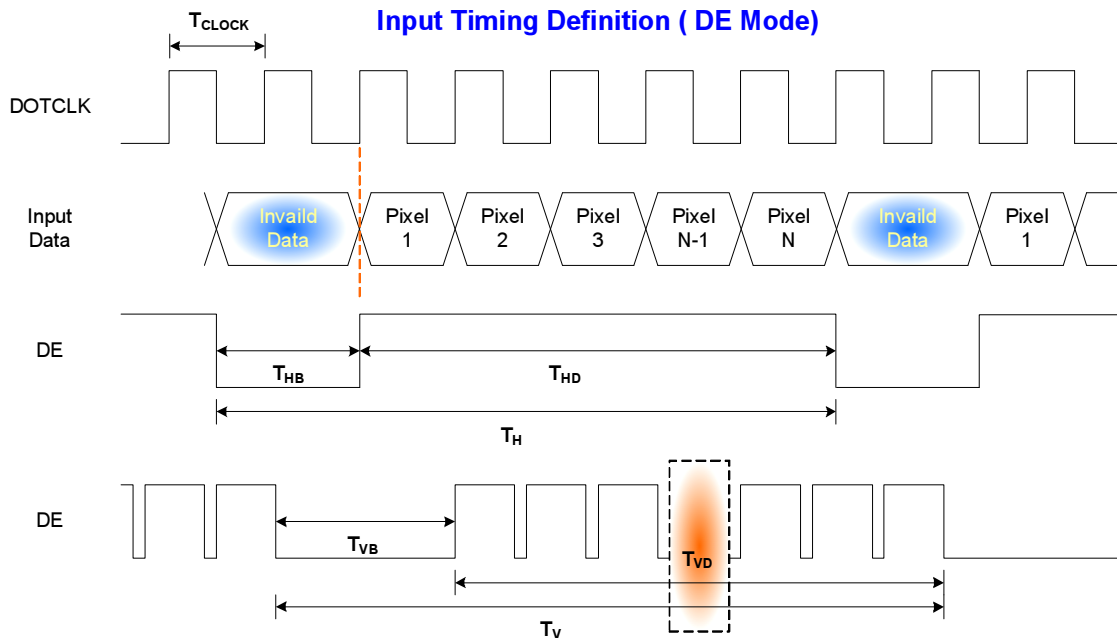 Input Timing Definition ( DE Mode)
TCLOCK
DOTCLK
Input
Data
Invaild
Data
Pixel
1
Pixel
2
Pixel
3
Pixel
N-1
Pixel
N
Invaild
Data
Pixel
1
DE
THB
THD
TH
DE
TVB
TVD
TV